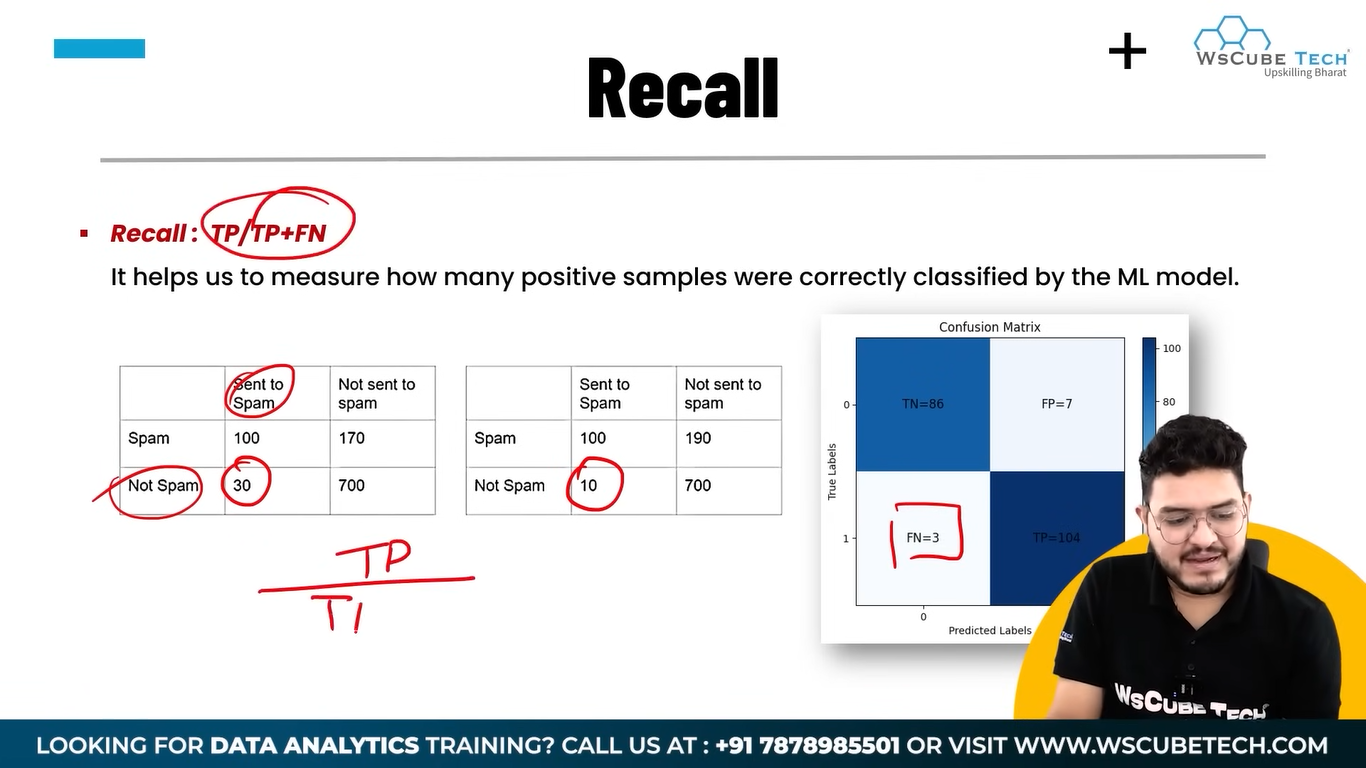 WsCube Tech
Upskilling Bharat
Recall
Recall : TP/TP+FN
It helps us to measure how many positive samples were correctly classified by the ML model.
Sent to Spam Not sent to spam
Spam 100 170
Not Spam 30 700
Sent to Spam Not sent to spam
Spam 100 190
Not Spam 10 700
TP
Confusion Matrix
True Labels
0
1
TN=86 FP=7
FN=3 TP=104
0
Predicted Labels
100
80
WsCube Tech
LOOKING FOR DATA ANALYTICS TRAINING? CALL US AT : +91 7878985501 OR VISIT WWW.WSCUBETECH.COM